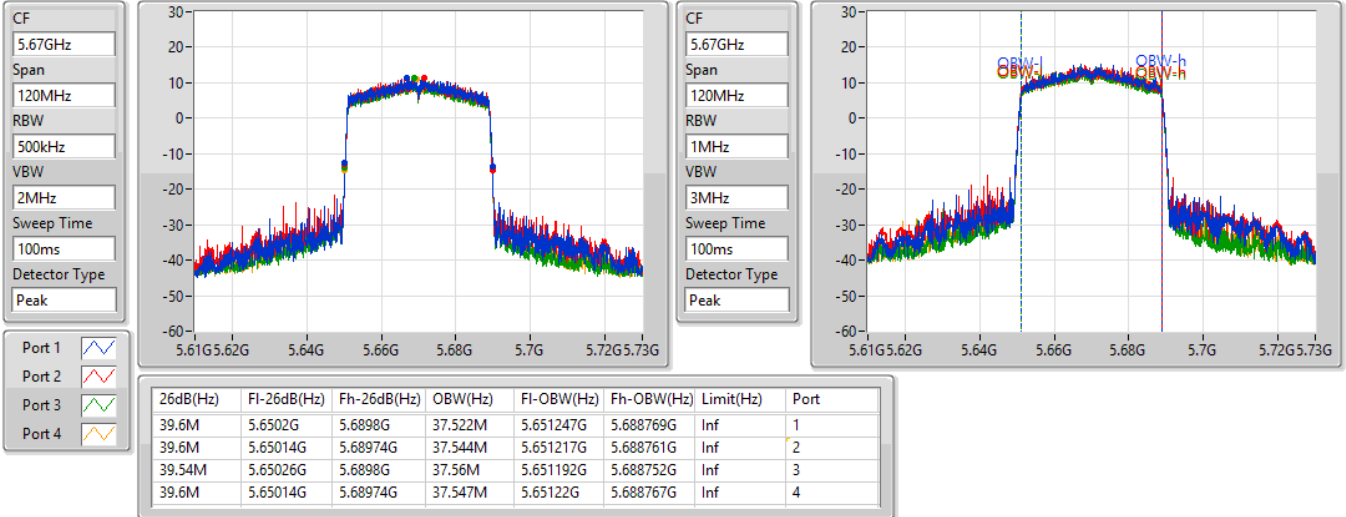 CF
5.67GHz
Span
120MHz
RBW
500kHz
VBW
2MHz
Sweep Time
100ms
Detector Type
Peak
30
20
10
0
-10
-20
-30
-40
-50
-60
5.61G 5.62G 5.64G 5.66G 5.68G 5.7G 5.72G 5.73G
CF
5.67GHz
Span
120MHz
RBW
1MHz
VBW
3MHz
Sweep Time
100ms
Detector Type
Peak
30
20
10
0
-10
-20
-30
-40
-50
-60
OBW-l OBW-h
OBW-l OBW-h
5.61G 5.62G 5.64G 5.66G 5.68G 5.7G 5.72G 5.73G
Port 1
Port 2
Port 3
Port 4
26dB(Hz) Fl-26dB(Hz) Fh-26dB(Hz) OBW(Hz) Fl-OBW(Hz) Fh-OBW(Hz) Limit(Hz) Port
39.6M 5.6502G 5.6898G 37.522M 5.651247G 5.688769G Inf 1
39.6M 5.65014G 5.68974G 37.544M 5.651217G 5.688761G Inf 2
39.54M 5.65026G 5.6898G 37.56M 5.651192G 5.688752G Inf 3
39.6M 5.65014G 5.68974G 37.547M 5.65122G 5.688767G Inf 4